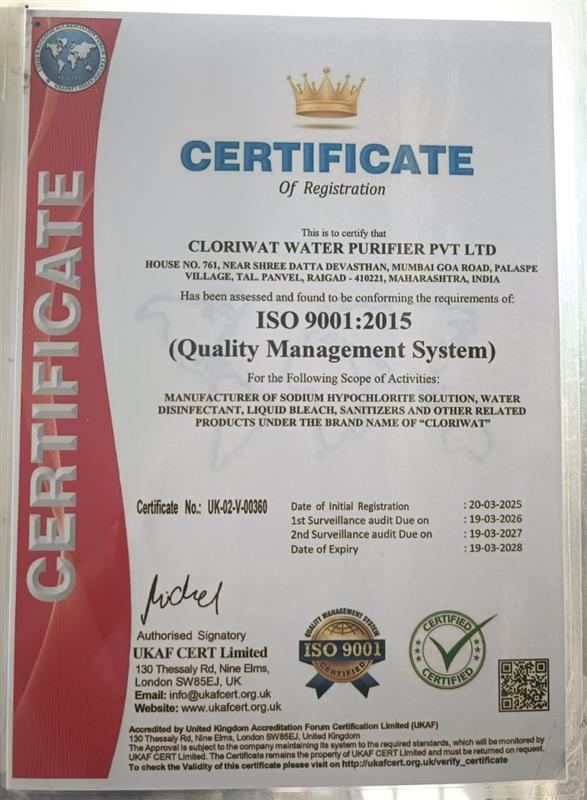 CERTIFICATE
CERTIFICATE
Of Registration
This is to certify that
CLORIWAT WATER PURIFIER PVT LTD
HOUSE NO. 761, NEAR SHREE DATTA DEVASTHAN, MUMBAI GOA ROAD, PALASPE
VILLAGE, TAL. PANVEL, RAIGAD - 410221, MAHARASHTRA, INDIA
Has been assessed and found to be conforming the requirements of:
ISO 9001:2015
(Quality Management System)
For the Following Scope of Activities:
MANUFACTURER OF SODIUM HYPOCHLORITE SOLUTION, WATER
DISINFECTANT, LIQUID BLEACH, SANITIZERS AND OTHER RELATED
PRODUCTS UNDER THE BRAND NAME OF “CLORIWAT”
Certificate No.: UK-02-V-00360
Date of Initial Registration : 20-03-2025
1st Surveillance audit Due on : 19-03-2026
2nd Surveillance audit Due on : 19-03-2027
Date of Expiry : 19-03-2028
Authorised Signatory
UKAF CERT Limited
130 Thessaly Rd, Nine Elms,
London SW85EJ, UK
Email: info@ukafcert.org.uk
Website: www.ukafcert.org.uk
QUALITY MANAGEMENT SYSTEM
ISO 9001
CERTIFIED
CERTIFIED
CERTIFIED
Accredited by United Kingdom Accreditation Forum Certification Limited (UKAF)
130 Thessaly Rd, Nine Elms, London SW85EJ, United Kingdom
The Approval is subject to the company maintaining its system to the required standards, which will be monitored by
UKAF CERT Limited. The Certificate remains the property of UKAF CERT Limited and must be returned on request.
To check the Validity of this certificate please visit on http://ukafcert.org.uk/verify_certificate